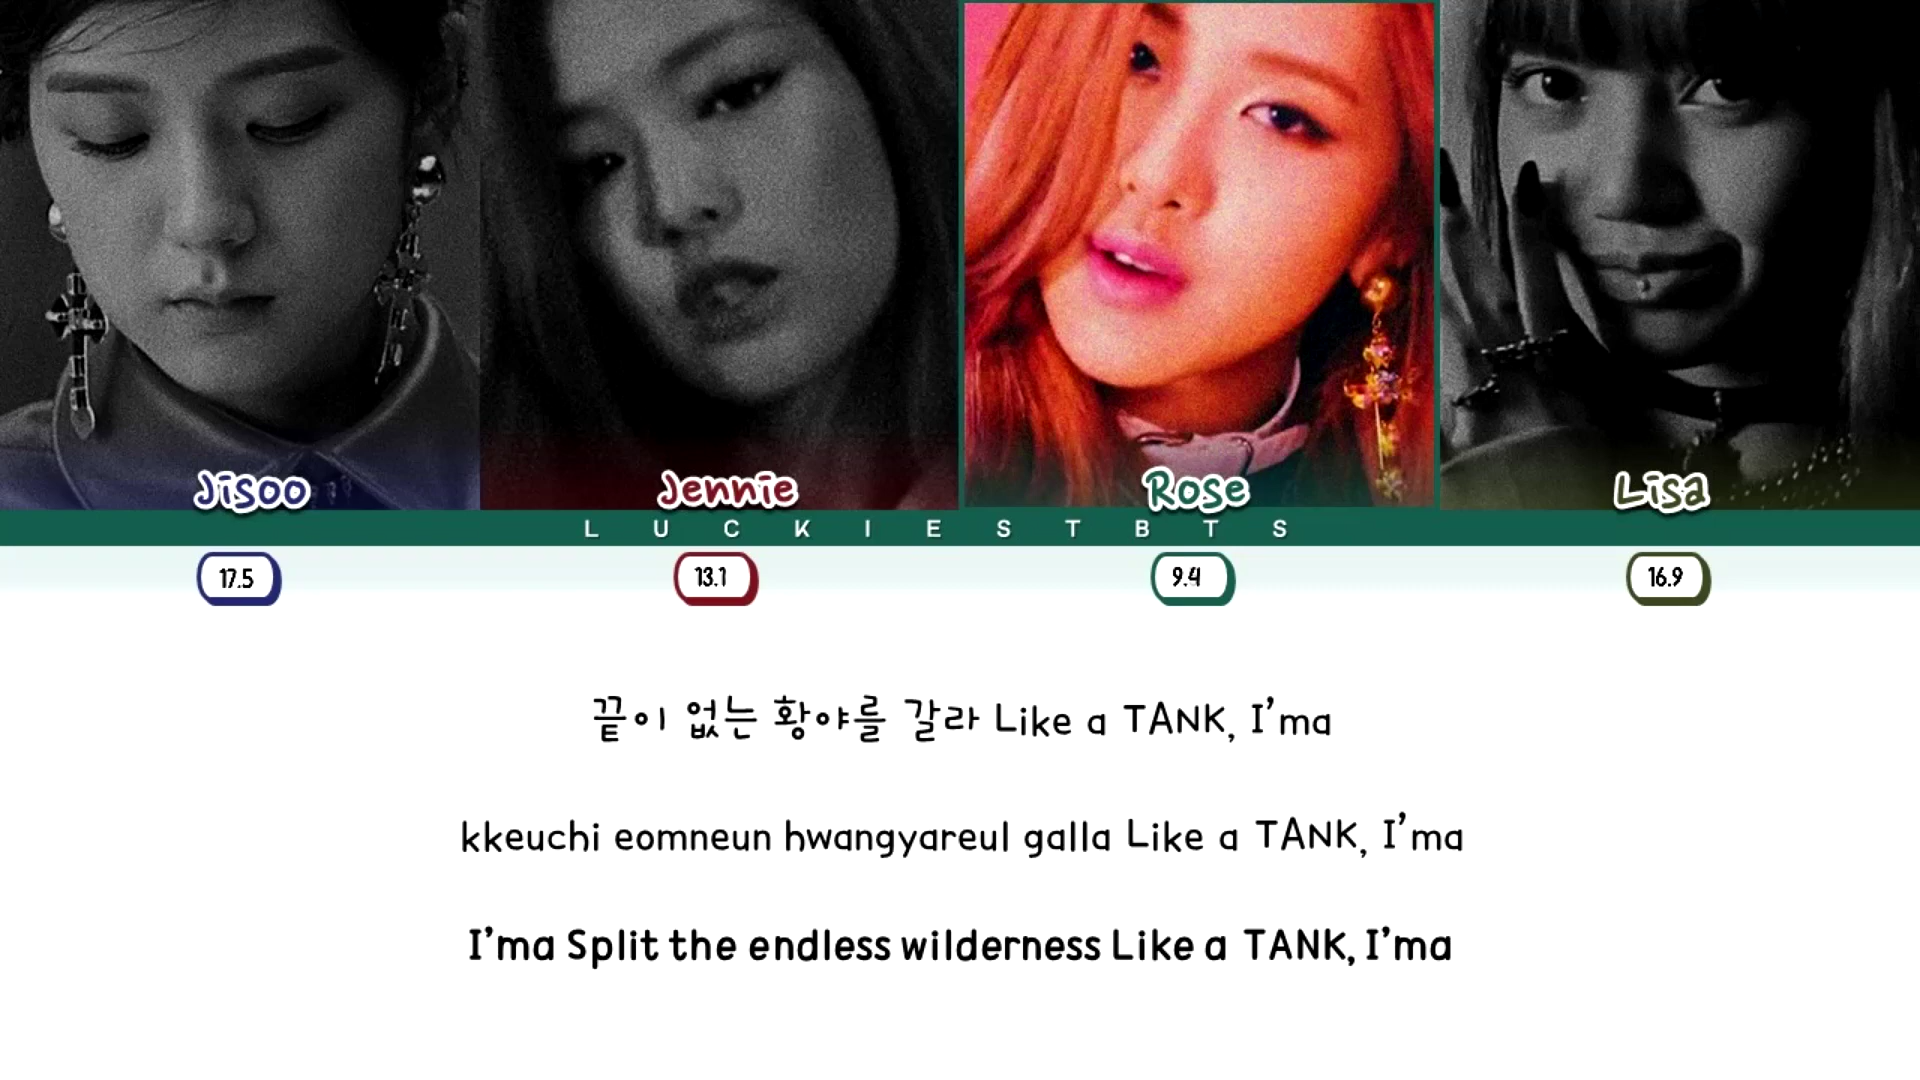 Jisoo Jennie Rose Lisa
LUCKIESTBTS
17.5 13.1 9.4 16.9
끝이 없는 황야를 갈라 Like a TANK, I'ma
kkeuchi eomneun hwangyareul galla Like a TANK, I'ma
I'ma Split the endless wilderness Like a TANK, I'ma